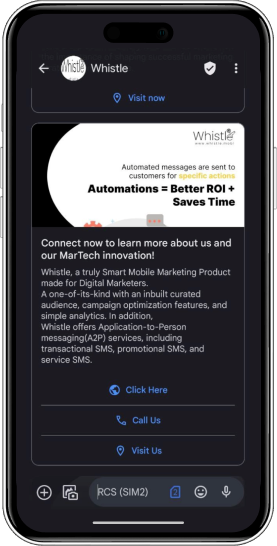 Whistle
Whistle
Visit now
Whistle
www.whistle.mobi
Automated messages are sent to
customers for specific actions
Automations = Better ROI +
Saves Time
Connect now to learn more about us and
our MarTech innovation!
Whistle, a truly Smart Mobile Marketing Product
made for Digital Marketers.
A one-of-its-kind with an inbuilt curated
audience, campaign optimization features, and
simple analytics. In addition,
Whistle offers Application-to-Person
messaging(A2P) services, including
transactional SMS, promotional SMS, and
service SMS.
Click Here
Call Us
Visit Us
RCS (SIM2)
2